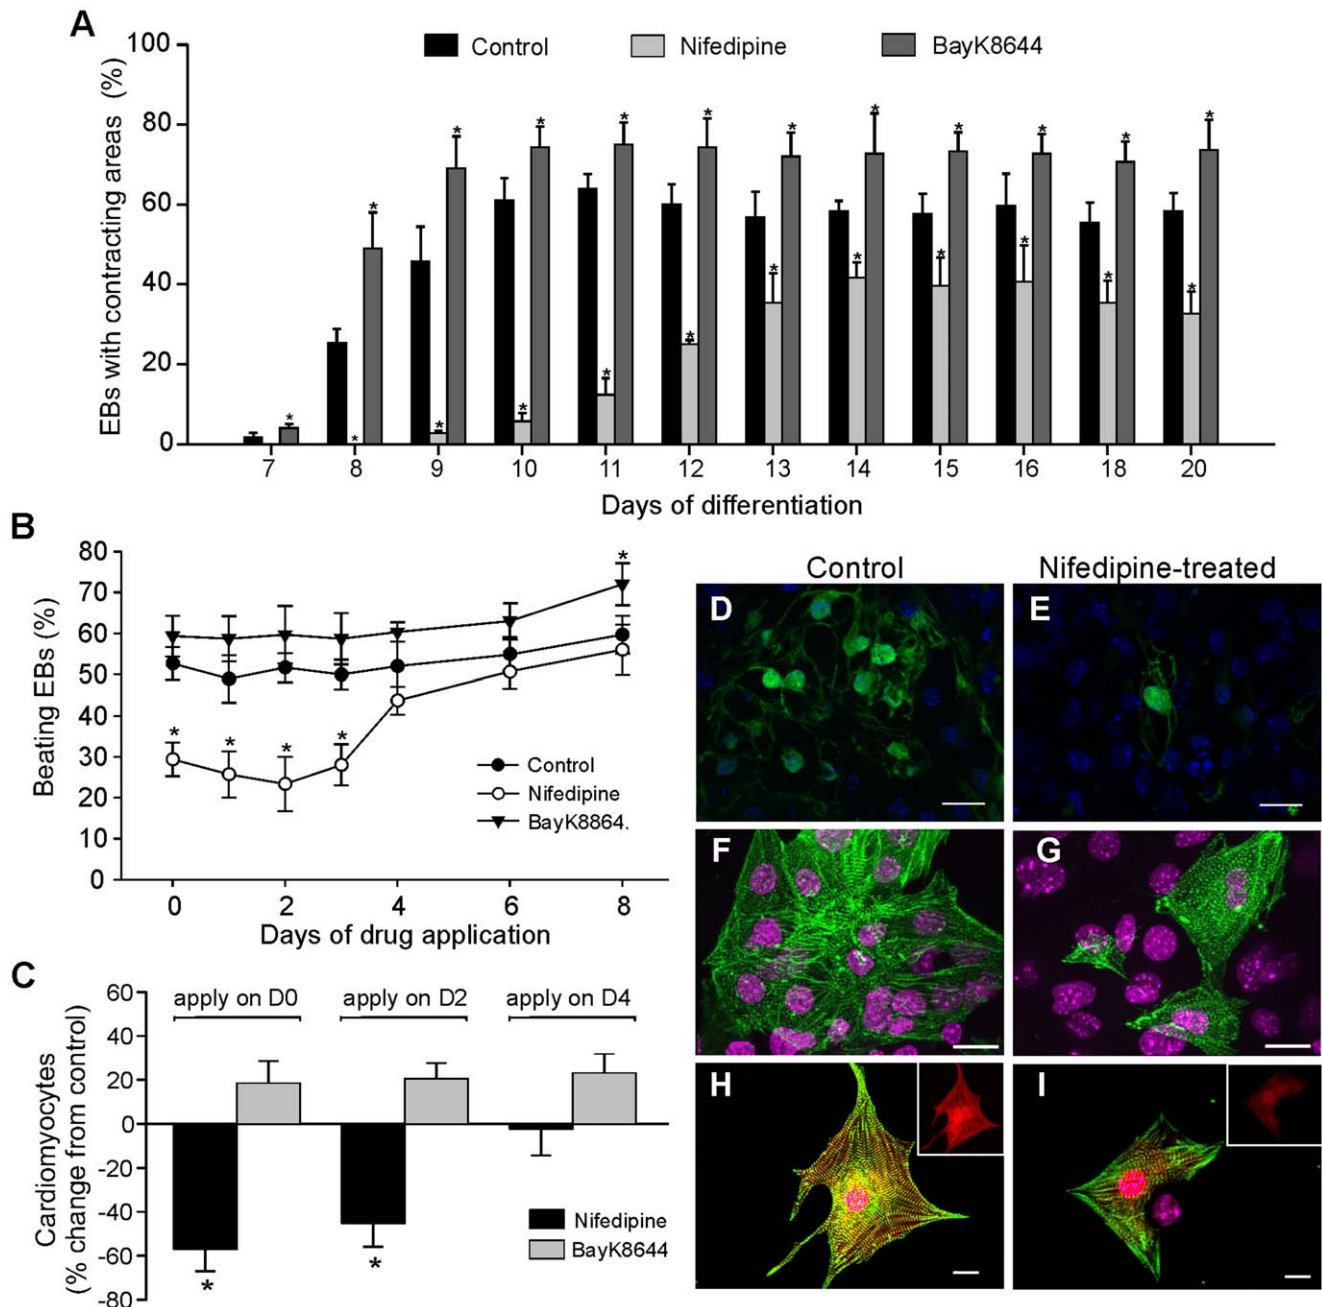 A
100
80
60
40
20
0
EBs with contracting areas (%)
Control
Nifedipine
BayK8644
* * * * * * * * * * * *
* * * * * * * * * * *
7 8 9 10 11 12 13 14 15 16 18 20
Days of differentiation
B
80
70
60
50
40
30
20
10
0
Beating EBs (%)
* * * * *
Control
Nifedipine
BayK8864.
0 2 4 6 8
Days of drug application
C
60
40
20
0
-20
-40
-60
-80
Cardiomyocytes
(% change from control)
apply on D0
apply on D2
apply on D4
* *
Nifedipine
BayK8644
Control
Nifedipine-treated
D
E
F
G
H
I